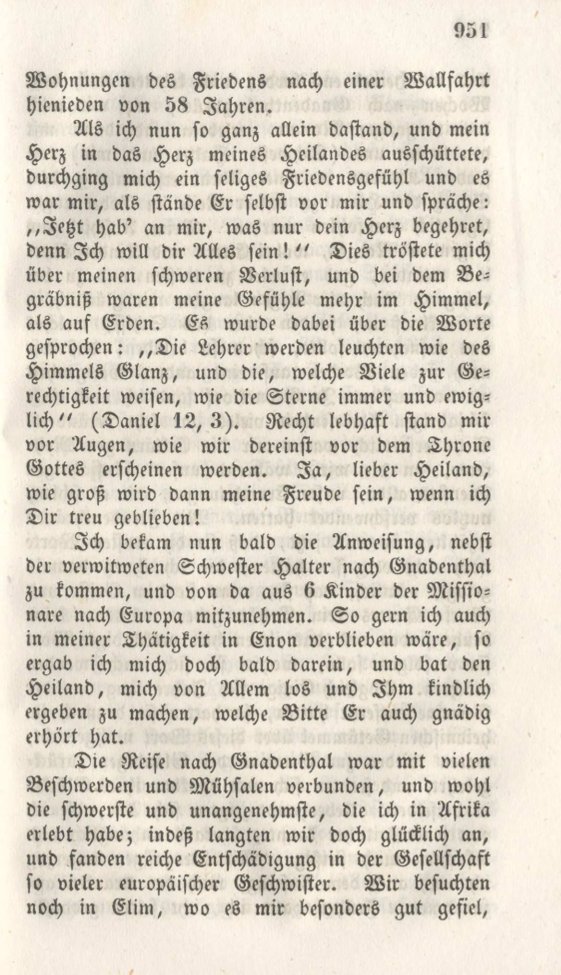 951
Wohnungen des Friedens nach einer Wallfahrt
hienieden von 58 Jahren.
Als ich nun so ganz allein dastand, und mein
Herz in das Herz meines Heilandes ausschüttete,
durchging mich ein seliges Friedensgefühl und es
war mir, als stände Er selbst vor mir und spräche:
„Jetzt hab' an mir, was nur dein Herz begehret,
denn Ich will dir Alles sein!“ Dies tröstete mich
über meinen schweren Verlust, und bei dem Be-
gräbniß waren meine Gefühle mehr im Himmel,
als auf Erden. Es wurde dabei über die Worte
gesprochen: „Die Lehrer werden leuchten wie des
Himmels Glanz, und die, welche Viele zur Ge-
rechtigkeit weisen, wie die Sterne immer und ewig-
lich“ (Daniel 12, 3). Recht lebhaft stand mir
vor Augen, wie wir dereinst vor dem Throne
Gottes erscheinen werden. Ja, lieber Heiland,
wie groß wird dann meine Freude sein, wenn ich
Dir treu geblieben!
Ich bekam nun bald die Anweisung, nebst
der verwitweten Schwester Halter nach Gnadenthal
zu kommen, und von da aus 6 Kinder der Missio-
nare nach Europa mitzunehmen. So gern ich auch
in meiner Thätigkeit in Enon verblieben wäre, so
ergab ich mich doch bald darein, und bat den
Heiland, mich von Allem los und Ihm kindlich
ergeben zu machen, welche Bitte Er auch gnädig
erhört hat.
Die Reise nach Gnadenthal war mit vielen
Beschwerden und Mühsalen verbunden, und wohl
die schwerste und unangenehmste, die ich in Afrika
erlebt habe; indeß langten wir doch glücklich an,
und fanden reiche Entschädigung in der Gesellschaft
so vieler europäischer Geschwister. Wir besuchten
noch in Elim, wo es mir besonders gut gefiel,